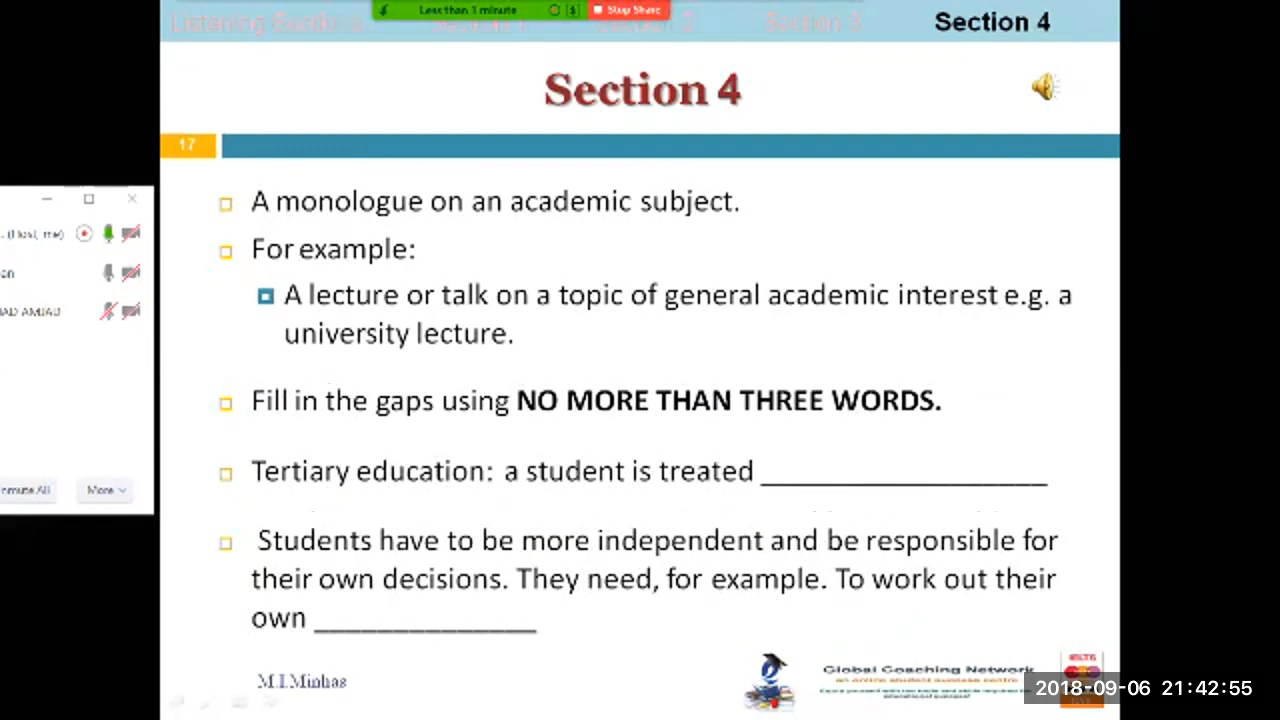 Less than 1 minute
Stop Share
Section 4
Section 4
17
A monologue on an academic subject.
For example:
A lecture or talk on a topic of general academic interest e.g. a
university lecture.
Fill in the gaps using NO MORE THAN THREE WORDS.
Tertiary education: a student is treated __________________
Students have to be more independent and be responsible for
their own decisions. They need, for example. To work out their
own ______________
More
M.I.Minhas
Global Coaching Network
2018-09-06 21:42:55